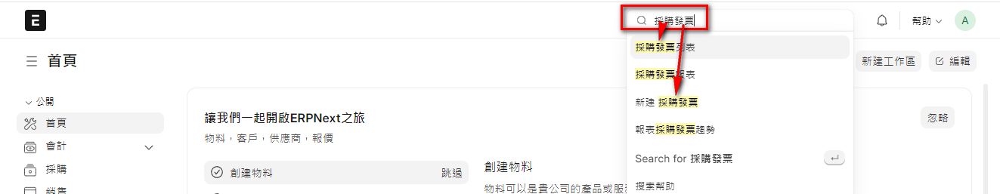 E
採購發票
幫助
A
首頁
新建工作區
編輯
採購發票列表
採購發票報表
新建 採購發票
報表採購發票趨勢
Search for 採購發票
搜索幫助
公開
首頁
會計
採購
銷售
讓我們一起開啟ERPNext之旅
忽略
物料，客戶，供應商，報價
創建物料
跳過
創建物料
物料可以是貴公司的產品或服